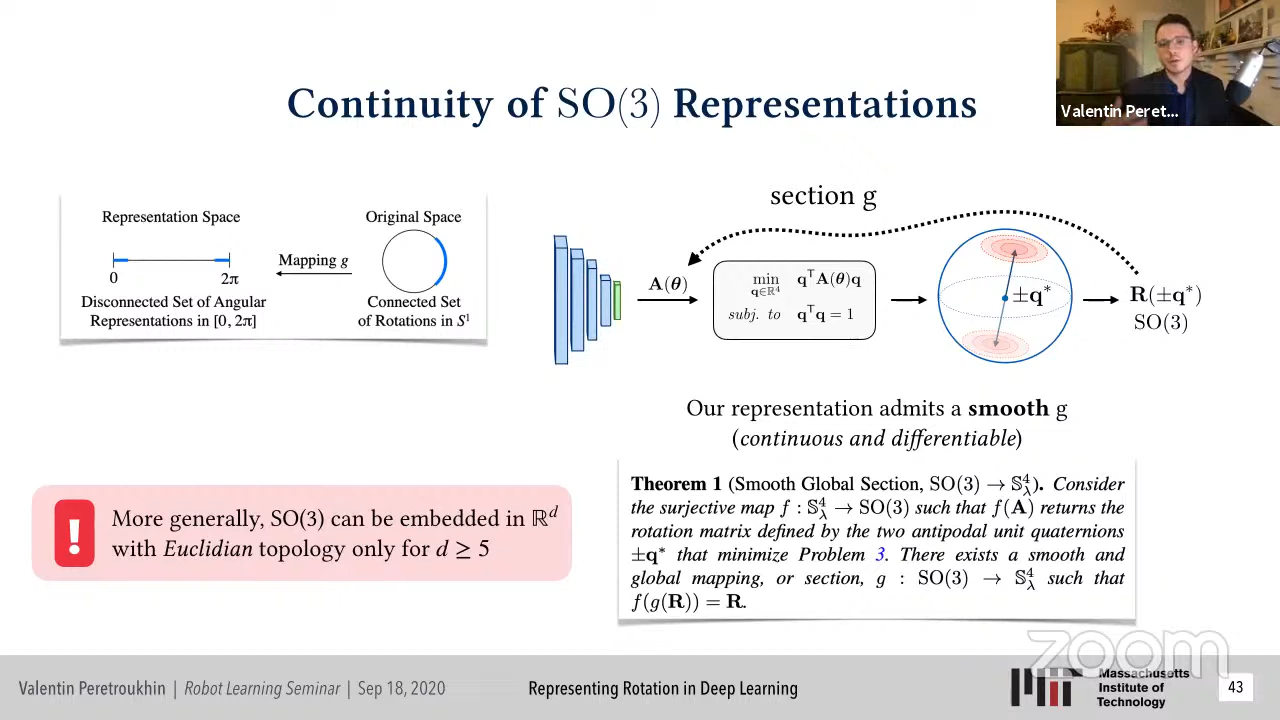 Valentin Peret...
Continuity of SO(3) Representations
Representation Space
Original Space
Mapping g
0
2π
Disconnected Set of Angular
Representations in [0, 2π]
Connected Set
of Rotations in S¹
section g
A(θ)
min q⊤A(θ)q
q∈ℝ⁴
subj. to q⊤q = 1
±q*
R(±q*)
SO(3)
Our representation admits a smooth g
(continuous and differentiable)
! More generally, SO(3) can be embedded in ℝᵈ
with Euclidian topology only for d ≥ 5
Theorem 1 (Smooth Global Section, SO(3) → 𝕊⁴_λ). Consider
the surjective map f : 𝕊⁴_λ → SO(3) such that f(A) returns the
rotation matrix defined by the two antipodal unit quaternions
±q* that minimize Problem 3. There exists a smooth and
global mapping, or section, g : SO(3) → 𝕊⁴_λ such that
f(g(R)) = R.
zoom
Valentin Peretroukhin | Robot Learning Seminar | Sep 18, 2020
Representing Rotation in Deep Learning
Massachusetts
Institute of
Technology
43